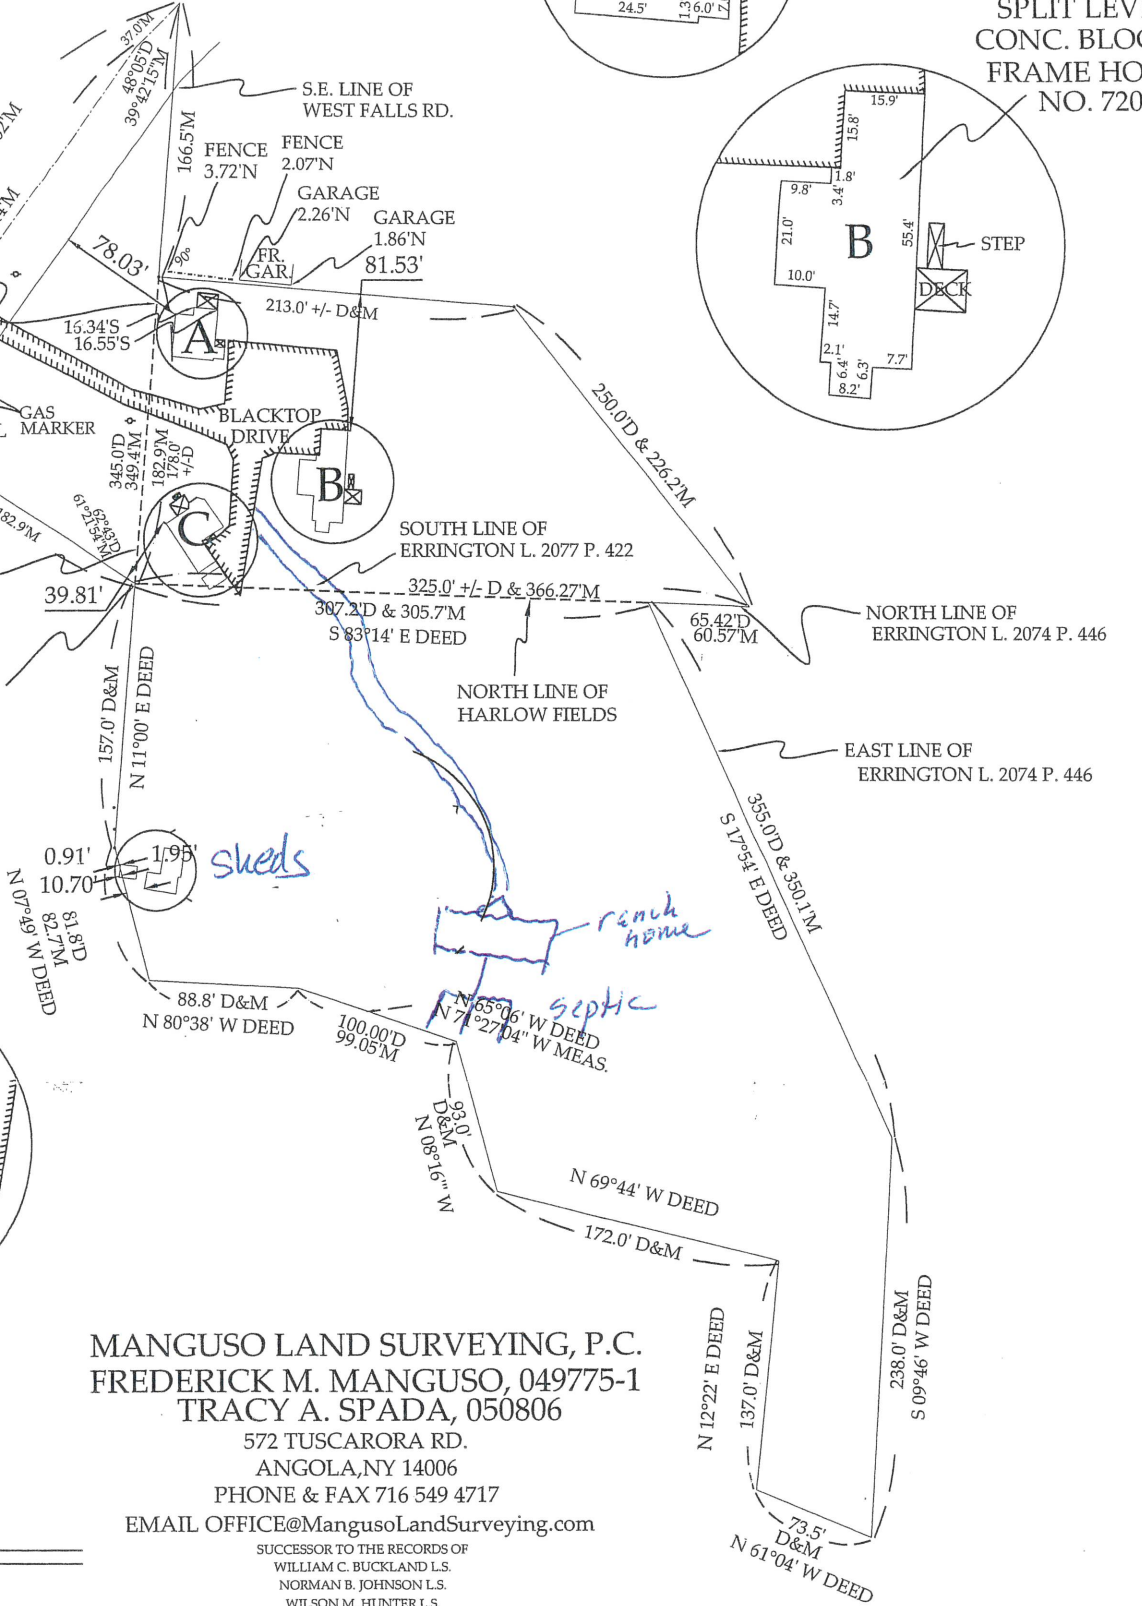 24.5'
1.3'
6.0'
SPLIT LEV
CONC. BLOC
FRAME HO
NO. 720
37.0'M
48°05'D
39°42'15"M
S.E. LINE OF
WEST FALLS RD.
166.5'M
FENCE
3.72'N
FENCE
2.07'N
GARAGE
2.26'N
GARAGE
1.86'N
81.53'
90°
FR.
GAR.
78.03'
213.0' +/- D&M
16.34'S
16.55'S
A
15.9'
15.8'
1.8'
3.4'
9.8'
21.0'
B
55.4'
STEP
DECK
10.0'
14.7'
2.1'
6.4'
6.3'
7.7'
8.2'
GAS
MARKER
BLACKTOP
DRIVE
345.0'D
349.4'M
182.9'M
178.0'
+/-D
250.0'D & 226.2'M
B
C
182.9'M
62°43'D
61°21'54"M
SOUTH LINE OF
ERRINGTON L. 2077 P. 422
39.81'
325.0' +/- D & 366.27'M
307.2'D & 305.7'M
S 83°14' E DEED
65.42'D
60.57'M
NORTH LINE OF
ERRINGTON L. 2074 P. 446
157.0' D&M
N 11°00' E DEED
NORTH LINE OF
HARLOW FIELDS
EAST LINE OF
ERRINGTON L. 2074 P. 446
355.0'D & 350.1'M
S 17°54' E DEED
0.91'
1.95'
10.70'
sheds
81.8'D
82.7'M
N 07°49' W DEED
ranch
home
septic
88.8' D&M
N 80°38' W DEED
100.00'D
99.05'M
N 65°06' W DEED
N 71°27'04" W MEAS.
93.0'
D&M
N 08°16'" W
N 69°44' W DEED
172.0' D&M
N 12°22' E DEED
137.0' D&M
238.0' D&M
S 09°46' W DEED
73.5'
D&M
N 61°04' W DEED
MANGUSO LAND SURVEYING, P.C.
FREDERICK M. MANGUSO, 049775-1
TRACY A. SPADA, 050806
572 TUSCARORA RD.
ANGOLA,NY 14006
PHONE & FAX 716 549 4717
EMAIL OFFICE@MangusoLandSurveying.com
SUCCESSOR TO THE RECORDS OF
WILLIAM C. BUCKLAND L.S.
NORMAN B. JOHNSON L.S.
WILSON M. HUNTER L.S.